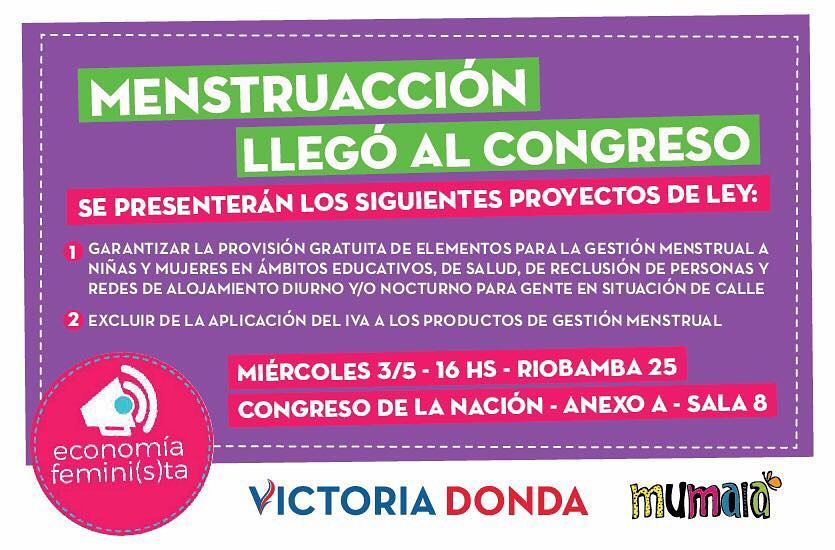 MENSTRUACCIÓN
LLEGÓ AL CONGRESO
SE PRESENTERÁN LOS SIGUIENTES PROYECTOS DE LEY:
1 GARANTIZAR LA PROVISIÓN GRATUITA DE ELEMENTOS PARA LA GESTIÓN MENSTRUAL A
NIÑAS Y MUJERES EN ÁMBITOS EDUCATIVOS, DE SALUD, DE RECLUSIÓN DE PERSONAS Y
REDES DE ALOJAMIENTO DIURNO Y/O NOCTURNO PARA GENTE EN SITUACIÓN DE CALLE
2 EXCLUIR DE LA APLICACIÓN DEL IVA A LOS PRODUCTOS DE GESTIÓN MENSTRUAL
MIÉRCOLES 3/5 - 16 HS - RIOBAMBA 25
CONGRESO DE LA NACIÓN - ANEXO A - SALA 8
economía
femini(s)ta
VICTORIA DONDA
mumalá